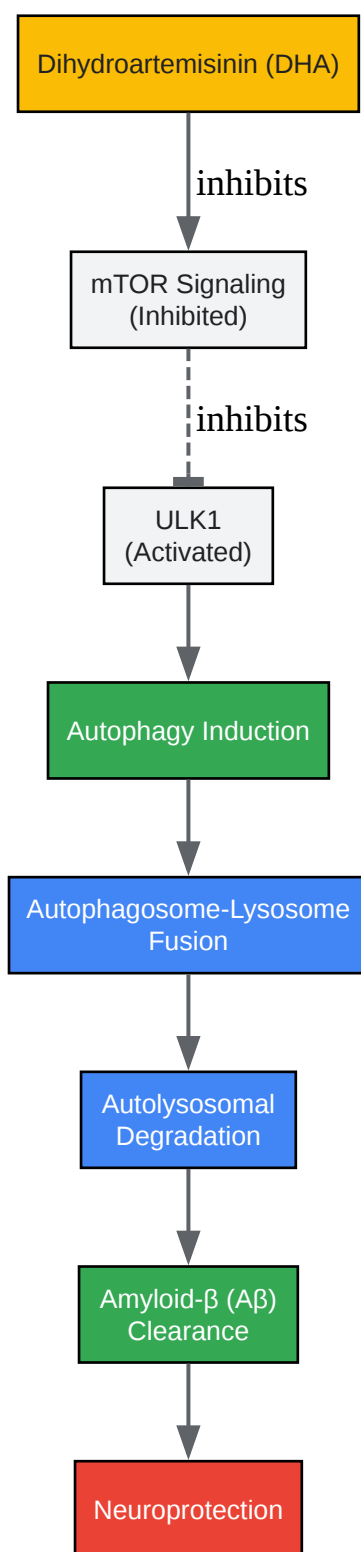 Dihydroartemisinin (DHA)
inhibits
mTOR Signaling
(Inhibited)
inhibits
ULK1
(Activated)
Autophagy Induction
Autophagosome-Lysosome
Fusion
Autolysosomal
Degradation
Amyloid-β (Aβ)
Clearance
Neuroprotection